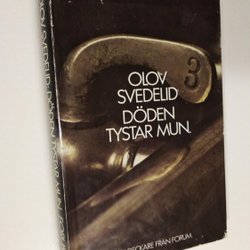 3
OLOV
SVEDELID
DÖDEN
TYSTAR MUN.
DECKARE FRÅN FORUM
OLOV SVEDELID DÖDEN TYSTAR MUN.